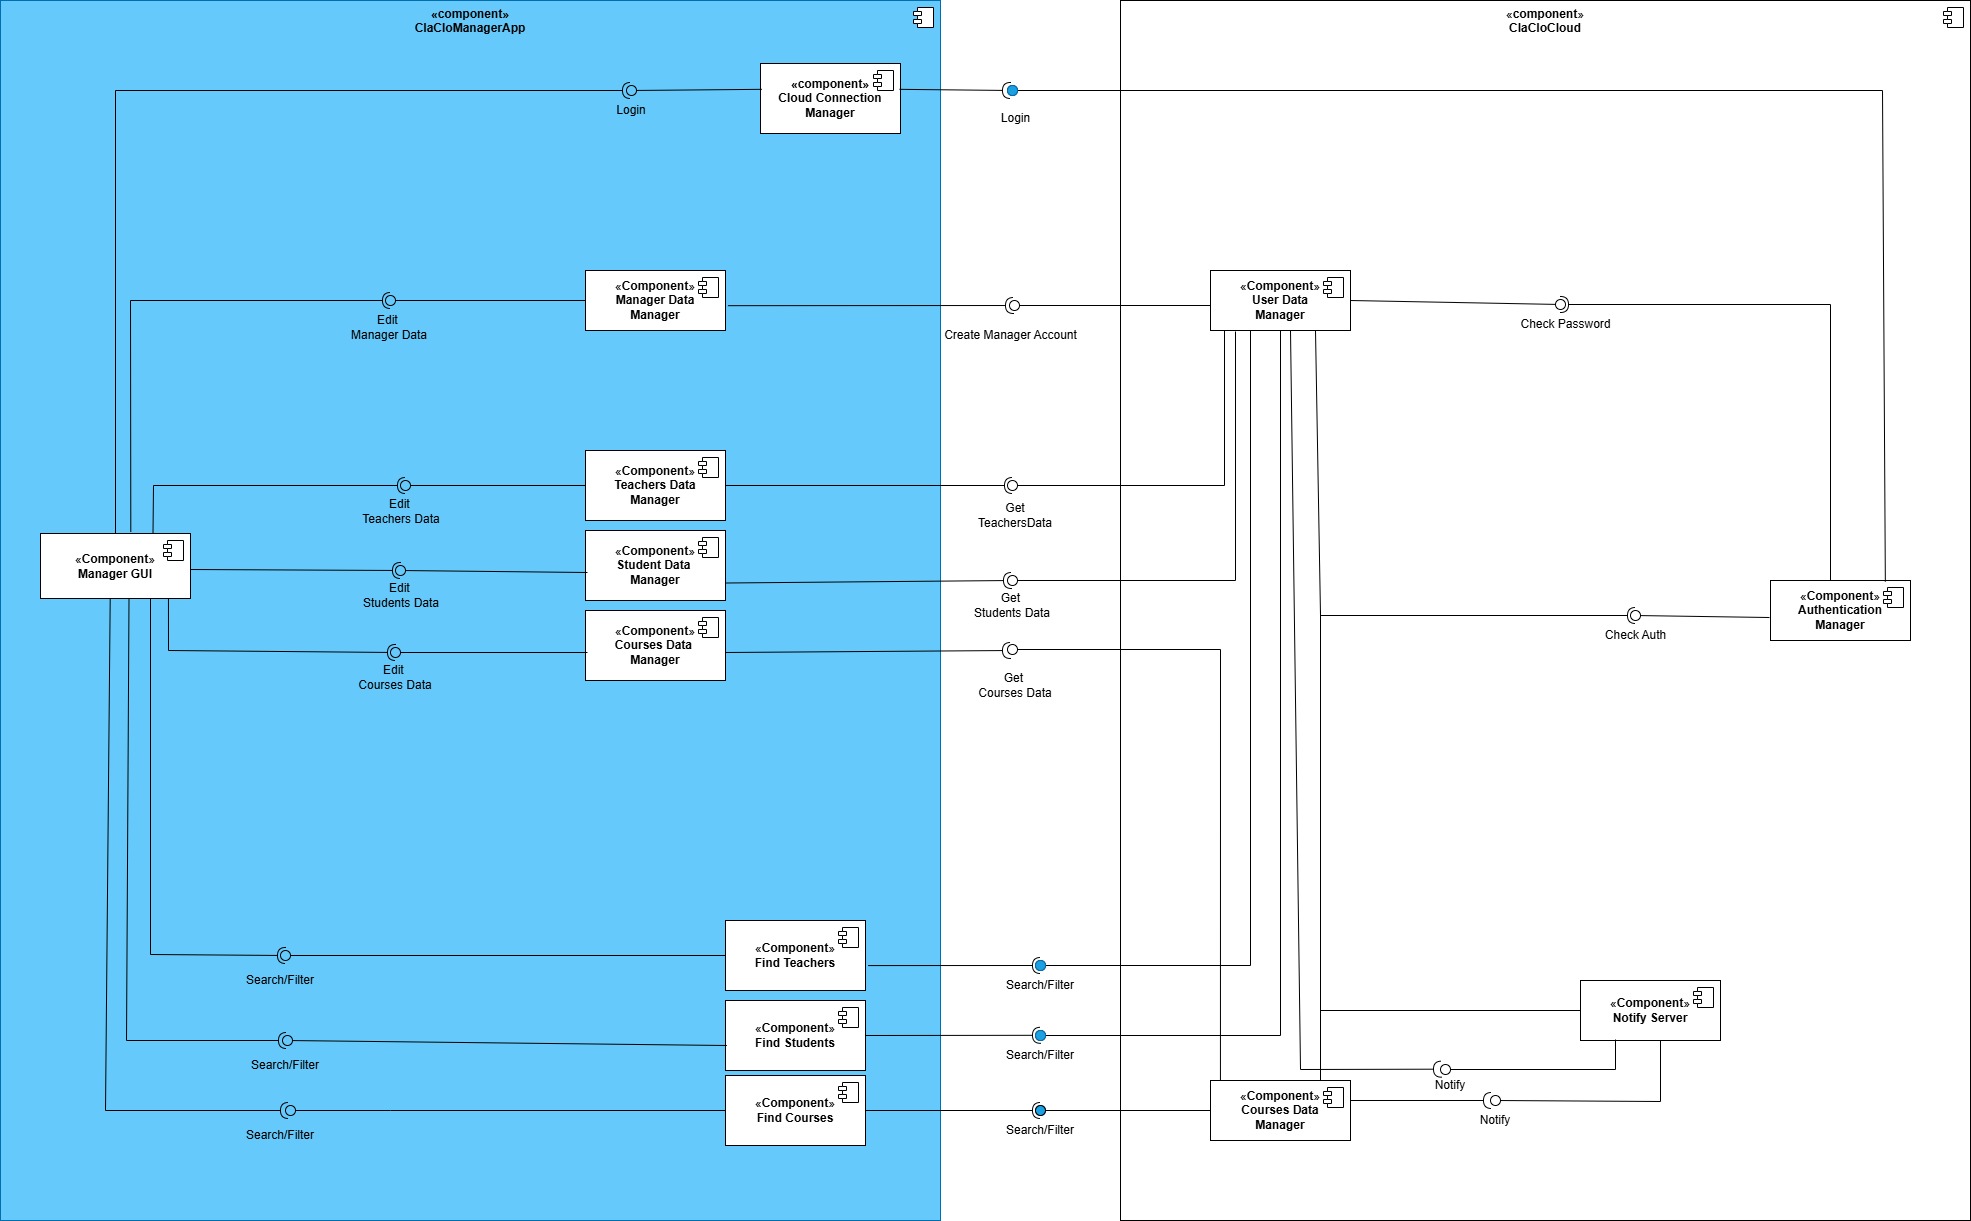 «component»
ClaCloManagerApp
«component»
ClaCloCloud
«component»
Cloud Connection
Manager
Login
Login
«Component»
Manager Data
Manager
Edit
Manager Data
Create Manager Account
«Component»
User Data
Manager
Check Password
«Component»
Teachers Data
Manager
Edit
Teachers Data
Get
TeachersData
«Component»
Manager GUI
«Component»
Student Data
Manager
Edit
Students Data
Get
Students Data
«Component»
Authentication
Manager
Check Auth
«Component»
Courses Data
Manager
Edit
Courses Data
Get
Courses Data
«Component»
Find Teachers
Search/Filter
Search/Filter
«Component»
Notify Server
«Component»
Find Students
Search/Filter
Search/Filter
Notify
«Component»
Find Courses
Search/Filter
Search/Filter
«Component»
Courses Data
Manager
Notify